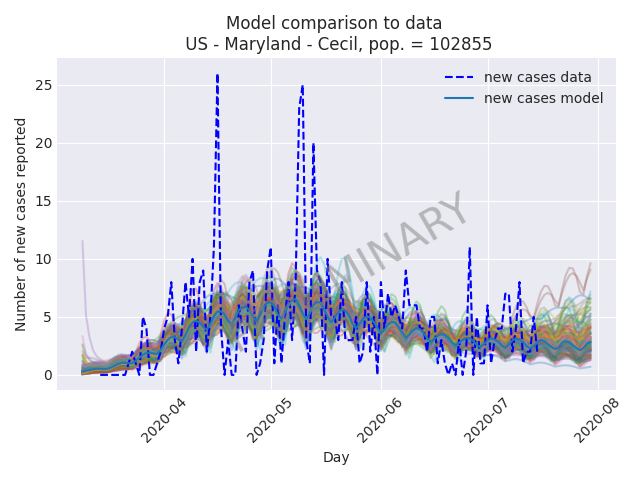 Model comparison to data
US - Maryland - Cecil, pop. = 102855
new cases data
new cases model
Number of new cases reported
25
20
15
10
5
0
2020-04
2020-05
2020-06
2020-07
2020-08
Day